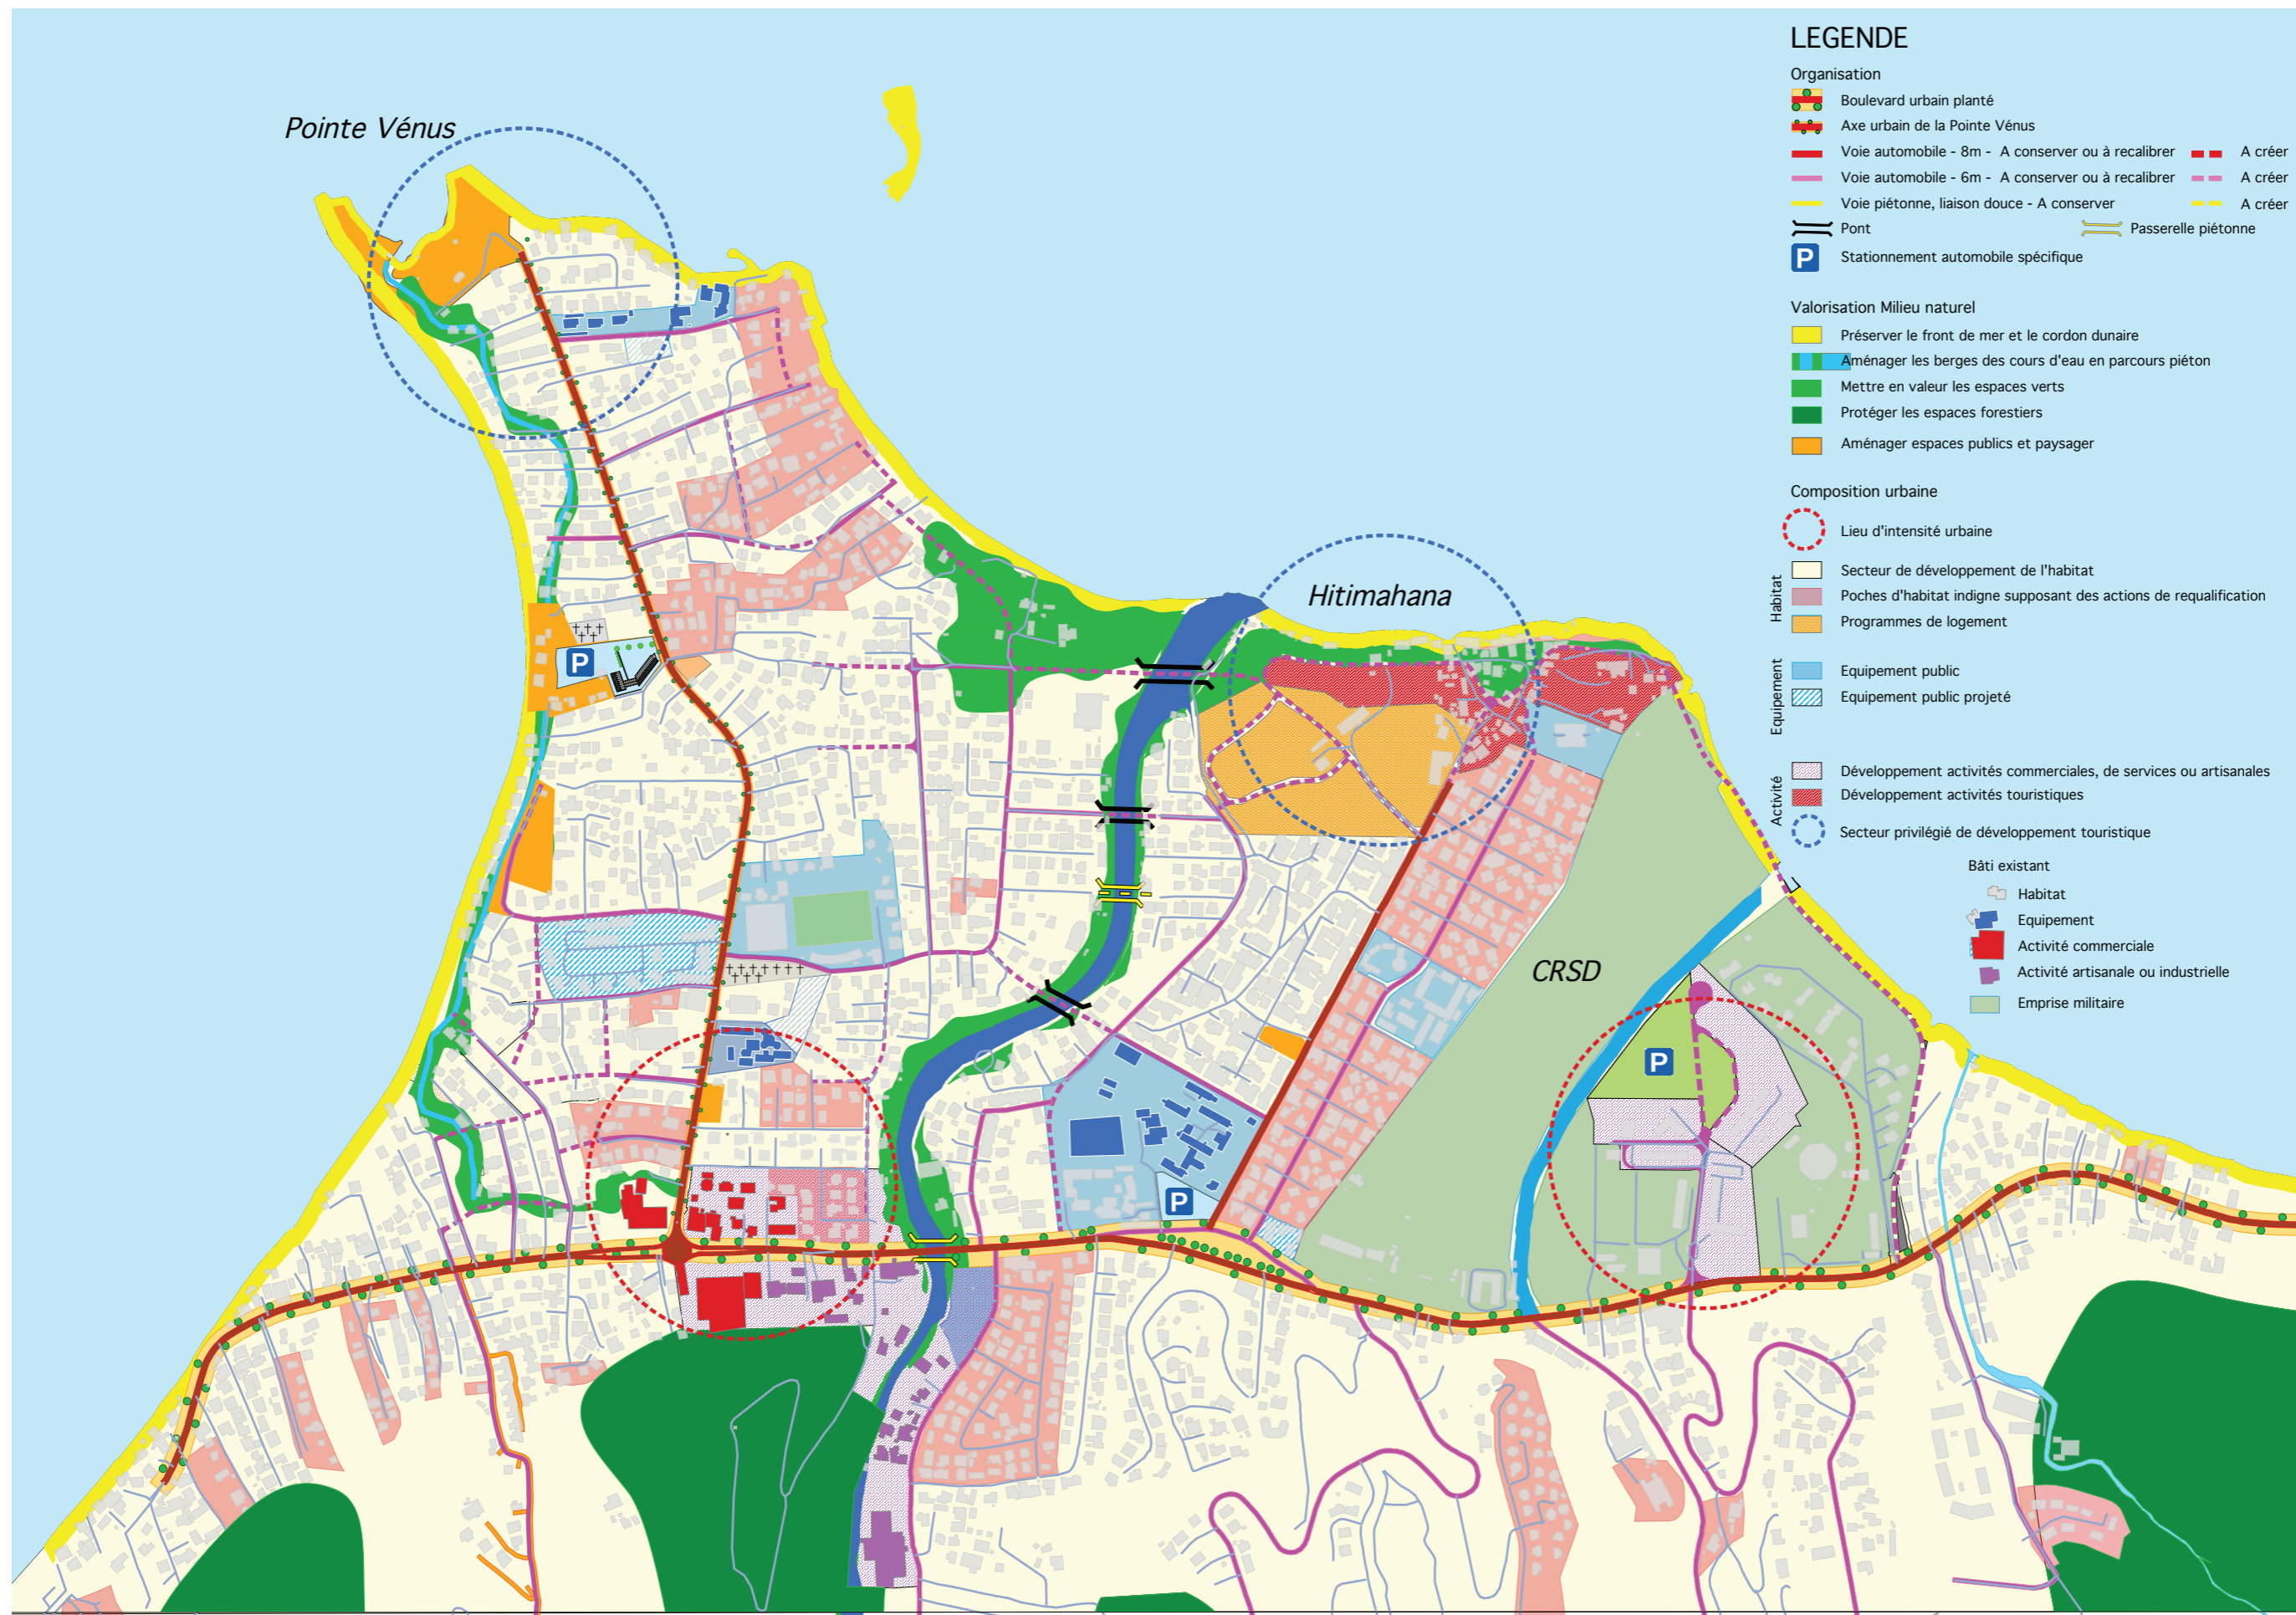 LEGENDE
Organisation
Boulevard urbain planté
Axe urbain de la Pointe Vénus
Voie automobile - 8m - A conserver ou à recalibrer A créer
Voie automobile - 6m - A conserver ou à recalibrer A créer
Voie piétonne, liaison douce - A conserver A créer
Pont Passerelle piétonne
P Stationnement automobile spécifique
Valorisation Milieu naturel
Préserver le front de mer et le cordon dunaire
Aménager les berges des cours d'eau en parcours piéton
Mettre en valeur les espaces verts
Protéger les espaces forestiers
Aménager espaces publics et paysager
Composition urbaine
Lieu d'intensité urbaine
Habitat
Secteur de développement de l'habitat
Poches d'habitat indigne supposant des actions de requalification
Programmes de logement
Equipement
Equipement public
Equipement public projeté
Activité
Développement activités commerciales, de services ou artisanales
Développement activités touristiques
Secteur privilégié de développement touristique
Bâti existant
Habitat
Equipement
Activité commerciale
Activité artisanale ou industrielle
Emprise militaire
Pointe Vénus
Hitimahana
P
CRSD
P
P